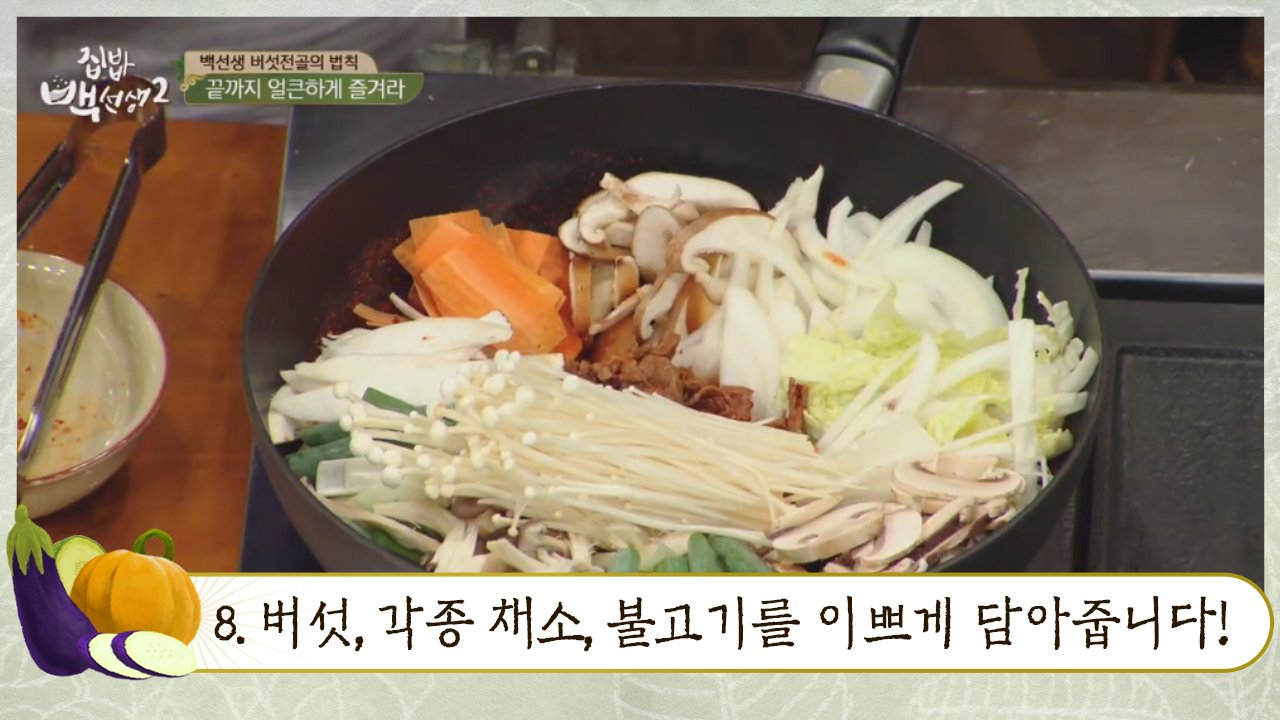 집밥
백선생2
백선생 버섯전골의 법칙
끝까지 얼큰하게 즐겨라
8. 버섯, 각종 채소, 불고기를 이쁘게 담아줍니다!